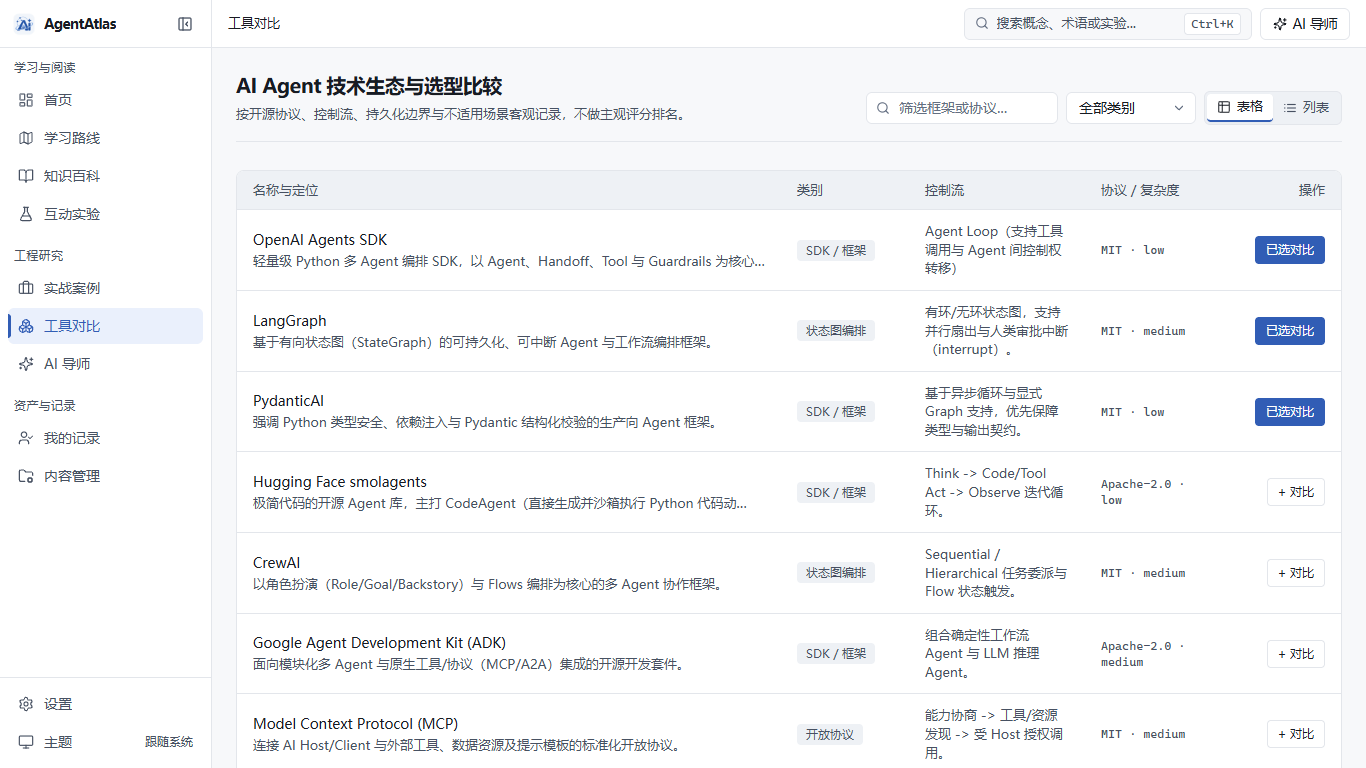 AgentAtlas
学习与阅读
首页
学习路线
知识百科
互动实验
工程研究
实战案例
工具对比
AI 导师
资产与记录
我的记录
内容管理
设置
主题
跟随系统
工具对比
搜索概念、术语或实验...
Ctrl+K
AI 导师
AI Agent 技术生态与选型比较
按开源协议、控制流、持久化边界与不适用场景客观记录，不做主观评分排名。
筛选框架或协议...
全部类别
表格
列表
名称与定位
类别
控制流
协议 / 复杂度
操作
OpenAI Agents SDK
轻量级 Python 多 Agent 编排 SDK，以 Agent、Handoff、Tool 与 Guardrails 为核心...
SDK / 框架
Agent Loop（支持工具
调用与 Agent 间控制权
转移）
MIT · low
已选对比
LangGraph
基于有向状态图（StateGraph）的可持久化、可中断 Agent 与工作流编排框架。
状态图编排
有环/无环状态图，支持
并行扇出与人类审批中断
（interrupt）。
MIT · medium
已选对比
PydanticAI
强调 Python 类型安全、依赖注入与 Pydantic 结构化校验的生产向 Agent 框架。
SDK / 框架
基于异步循环与显式
Graph 支持，优先保障
类型与输出契约。
MIT · low
已选对比
Hugging Face smolagents
极简代码的开源 Agent 库，主打 CodeAgent（直接生成并沙箱执行 Python 代码动...
SDK / 框架
Think -> Code/Tool
Act -> Observe 迭代循
环。
Apache-2.0 ·
low
+ 对比
CrewAI
以角色扮演（Role/Goal/Backstory）与 Flows 编排为核心的多 Agent 协作框架。
状态图编排
Sequential /
Hierarchical 任务委派与
Flow 状态触发。
MIT · medium
+ 对比
Google Agent Development Kit (ADK)
面向模块化多 Agent 与原生工具/协议（MCP/A2A）集成的开源开发套件。
SDK / 框架
组合确定性工作流
Agent 与 LLM 推理
Agent。
Apache-2.0 ·
medium
+ 对比
Model Context Protocol (MCP)
连接 AI Host/Client 与外部工具、数据资源及提示模板的标准化开放协议。
开放协议
能力协商 -> 工具/资源
发现 -> 受 Host 授权调
用。
MIT · medium
+ 对比